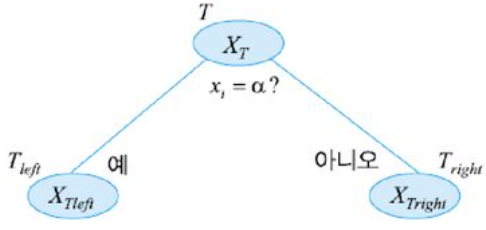 T
X_T
x_i = α?
T_left 예 아니오 T_right
X_Tleft X_Tright